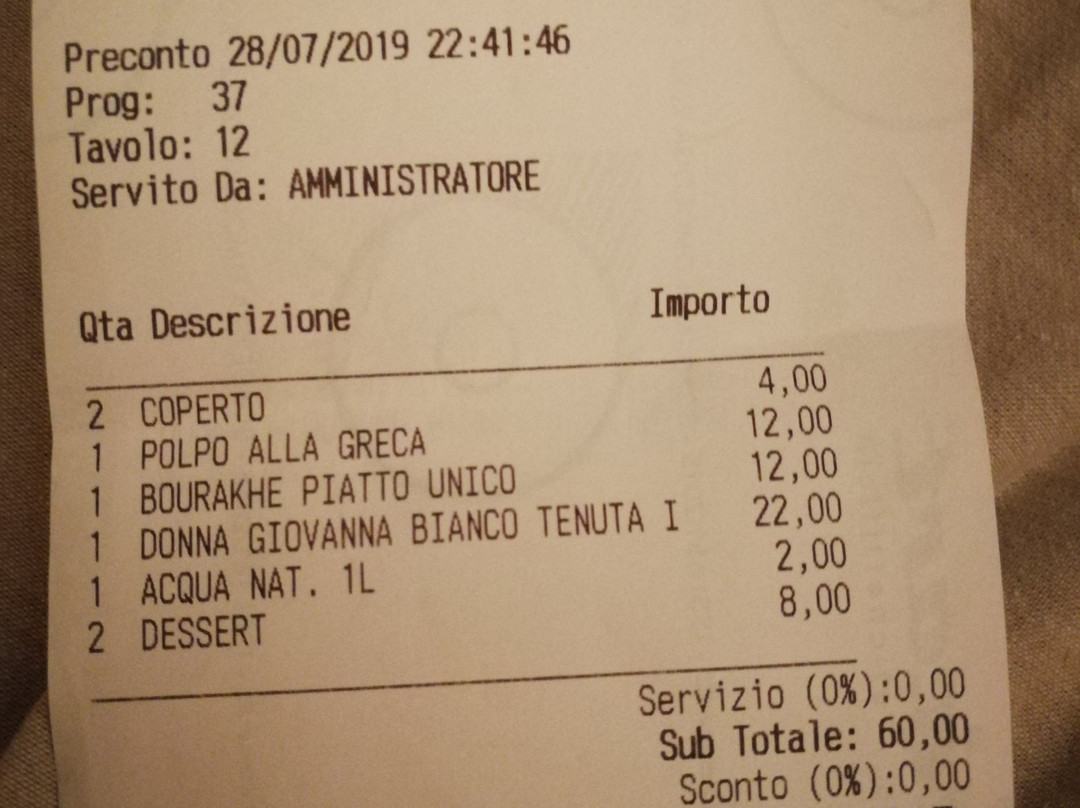 Preconto 28/07/2019 22:41:46
Prog: 37
Tavolo: 12
Servito Da: AMMINISTRATORE
Qta Descrizione Importo
2 COPERTO 4,00
1 POLPO ALLA GRECA 12,00
1 BOURAKHE PIATTO UNICO 12,00
1 DONNA GIOVANNA BIANCO TENUTA I 22,00
1 ACQUA NAT. 1L 2,00
2 DESSERT 8,00
Servizio (0%):0,00
Sub Totale: 60,00
Sconto (0%):0,00